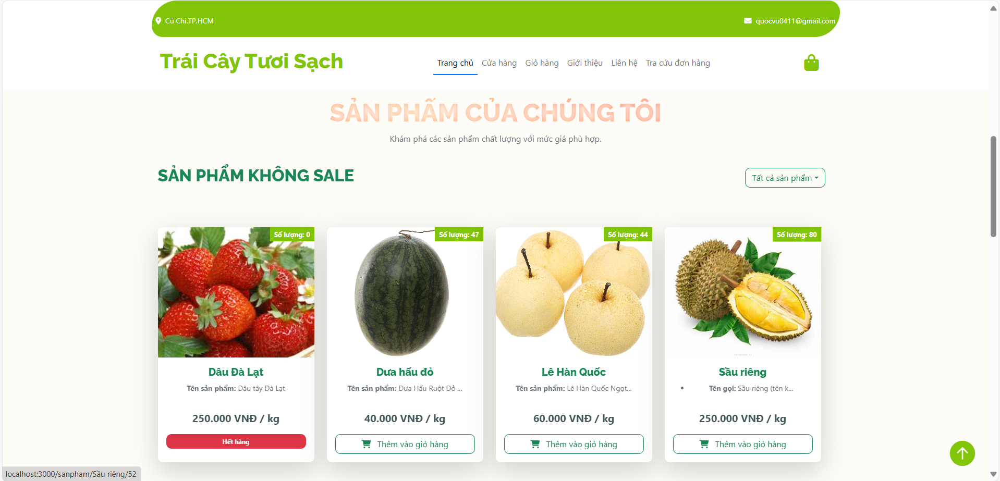 Củ Chi.TP.HCM
quocvu0411@gmail.com
Trái Cây Tươi Sạch
Trang chủ
Cửa hàng
Giỏ hàng
Giới thiệu
Liên hệ
Tra cứu đơn hàng
SẢN PHẨM CỦA CHÚNG TÔI
Khám phá các sản phẩm chất lượng với mức giá phù hợp.
SẢN PHẨM KHÔNG SALE
Tất cả sản phẩm
Số lượng: 0
Dâu Đà Lạt
Tên sản phẩm: Dâu tây Đà Lạt
250.000 VNĐ / kg
Hết hàng
Số lượng: 47
Dưa hấu đỏ
Tên sản phẩm: Dưa Hấu Ruột Đỏ ...
40.000 VNĐ / kg
Thêm vào giỏ hàng
Số lượng: 44
Lê Hàn Quốc
Tên sản phẩm: Lê Hàn Quốc Ngọt...
60.000 VNĐ / kg
Thêm vào giỏ hàng
Số lượng: 80
Sầu riêng
• Tên gọi: Sầu riêng (tên k...
250.000 VNĐ / kg
Thêm vào giỏ hàng
localhost:3000/sanpham/Sầu riêng/52